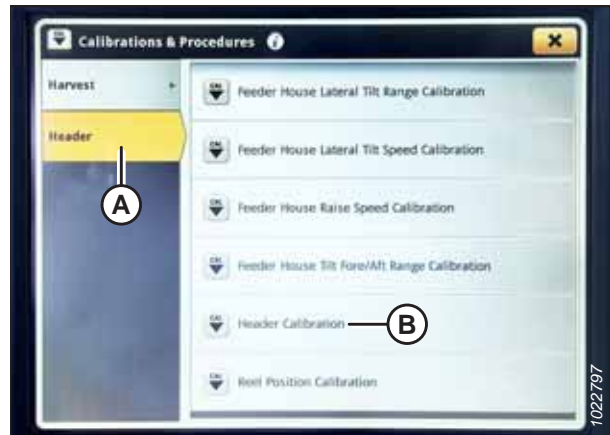 Calibrations & Procedures
Harvest
Header
A
Feeder House Lateral Tilt Range Calibration
Feeder House Lateral Tilt Speed Calibration
Feeder House Raise Speed Calibration
Feeder House Tilt Fore/Aft Range Calibration
Header Calibration
B
Reel Position Calibration
1022797